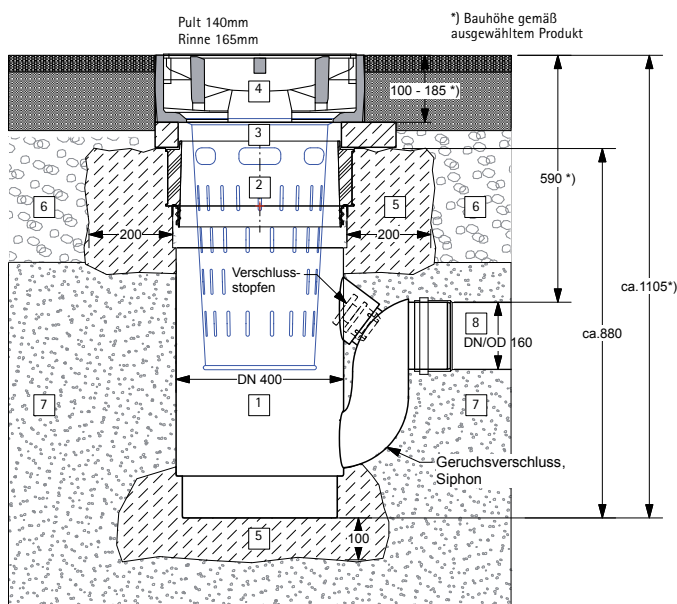 Pult 140mm
Rinne 165mm
*) Bauhöhe gemäß
ausgewähltem Produkt
4
100 - 185 *)
3
2
590 *)
6
5
6
200
200
ca.1105*)
Verschluss-
stopfen
8
DN/OD 160
ca.880
DN 400
7
1
7
Geruchsverschluss,
Siphon
5
100